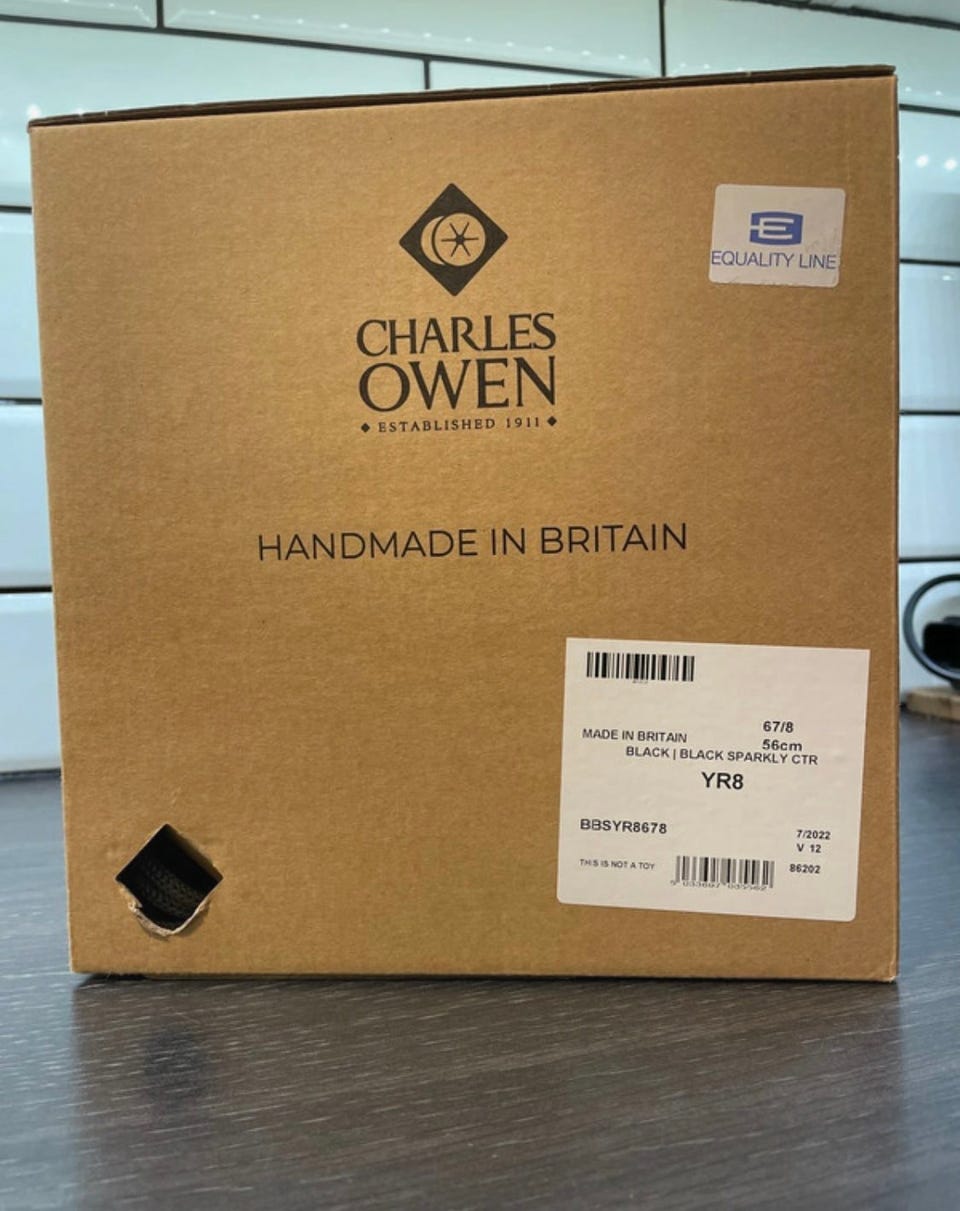 EQUALITY LINE
CHARLES
OWEN
ESTABLISHED 1911
HANDMADE IN BRITAIN
67/8
MADE IN BRITAIN 56cm
BLACK | BLACK SPARKLY CTR
YR8
BBSYR8678
7/2022
V 12
THIS IS NOT A TOY
86202